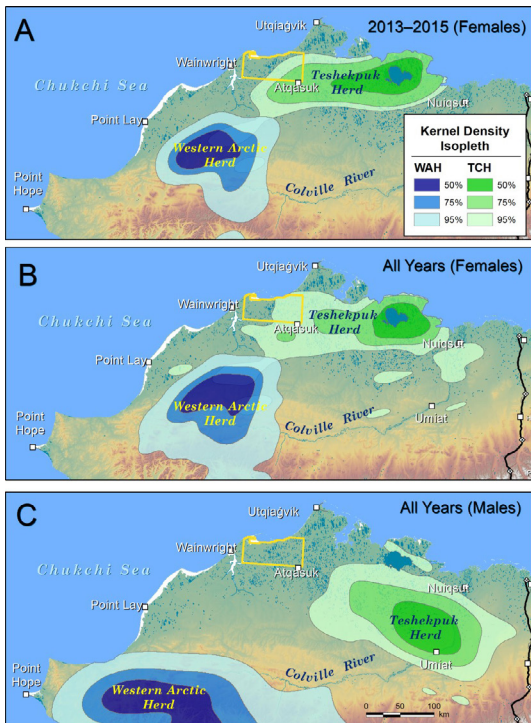 A
2013–2015 (Females)
Utqiaġvik
Wainwright
Chukchi Sea
Atqasuk
Teshekpuk
Herd
Nuiqsut
Point Lay
Western Arctic
Herd
Point
Hope
Colville River
Kernel Density
Isopleth
WAH TCH
50% 50%
75% 75%
95% 95%
B
All Years (Females)
Utqiaġvik
Chukchi Sea
Wainwright
Atqasuk
Teshekpuk
Herd
Nuiqsut
Point Lay
Western Arctic
Herd
Point
Hope
Colville River
Umiat
C
All Years (Males)
Utqiaġvik
Wainwright
Chukchi Sea
Atqasuk
Nuiqsut
Point Lay
Teshekpuk
Herd
Umiat
Point
Hope
Colville River
Western Arctic
Herd
0 25 50 100
km